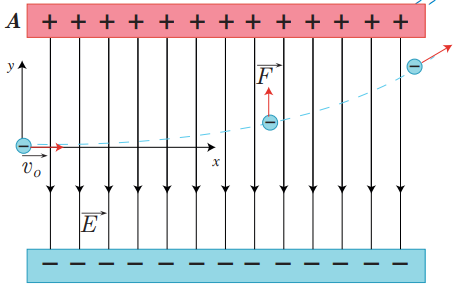 A + + + + + + + + + + + + +
y
F
−
−
−
x
v₀
E
− − − − − − − − − − − − −